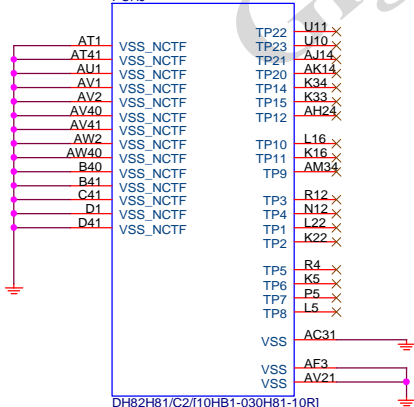 AT1 VSS_NCTF
AT41 VSS_NCTF
AU1 VSS_NCTF
AV1 VSS_NCTF
AV2 VSS_NCTF
AV40 VSS_NCTF
AV41 VSS_NCTF
AW2 VSS_NCTF
AW40 VSS_NCTF
B40 VSS_NCTF
B41 VSS_NCTF
C41 VSS_NCTF
D1 VSS_NCTF
D41 VSS_NCTF
TP22 U11
TP23 U10
TP21 AJ14
TP20 AK14
TP14 K34
TP15 K33
TP12 AH24
TP10 L16
TP11 K16
TP9 AM34
TP3 R12
TP4 N12
TP1 L22
TP2 K22
TP5 R4
TP6 K5
TP7 P5
TP8 L5
VSS AC31
VSS AF3
VSS AV21
DH82H81/C2/[10HB1-030H81-10R]